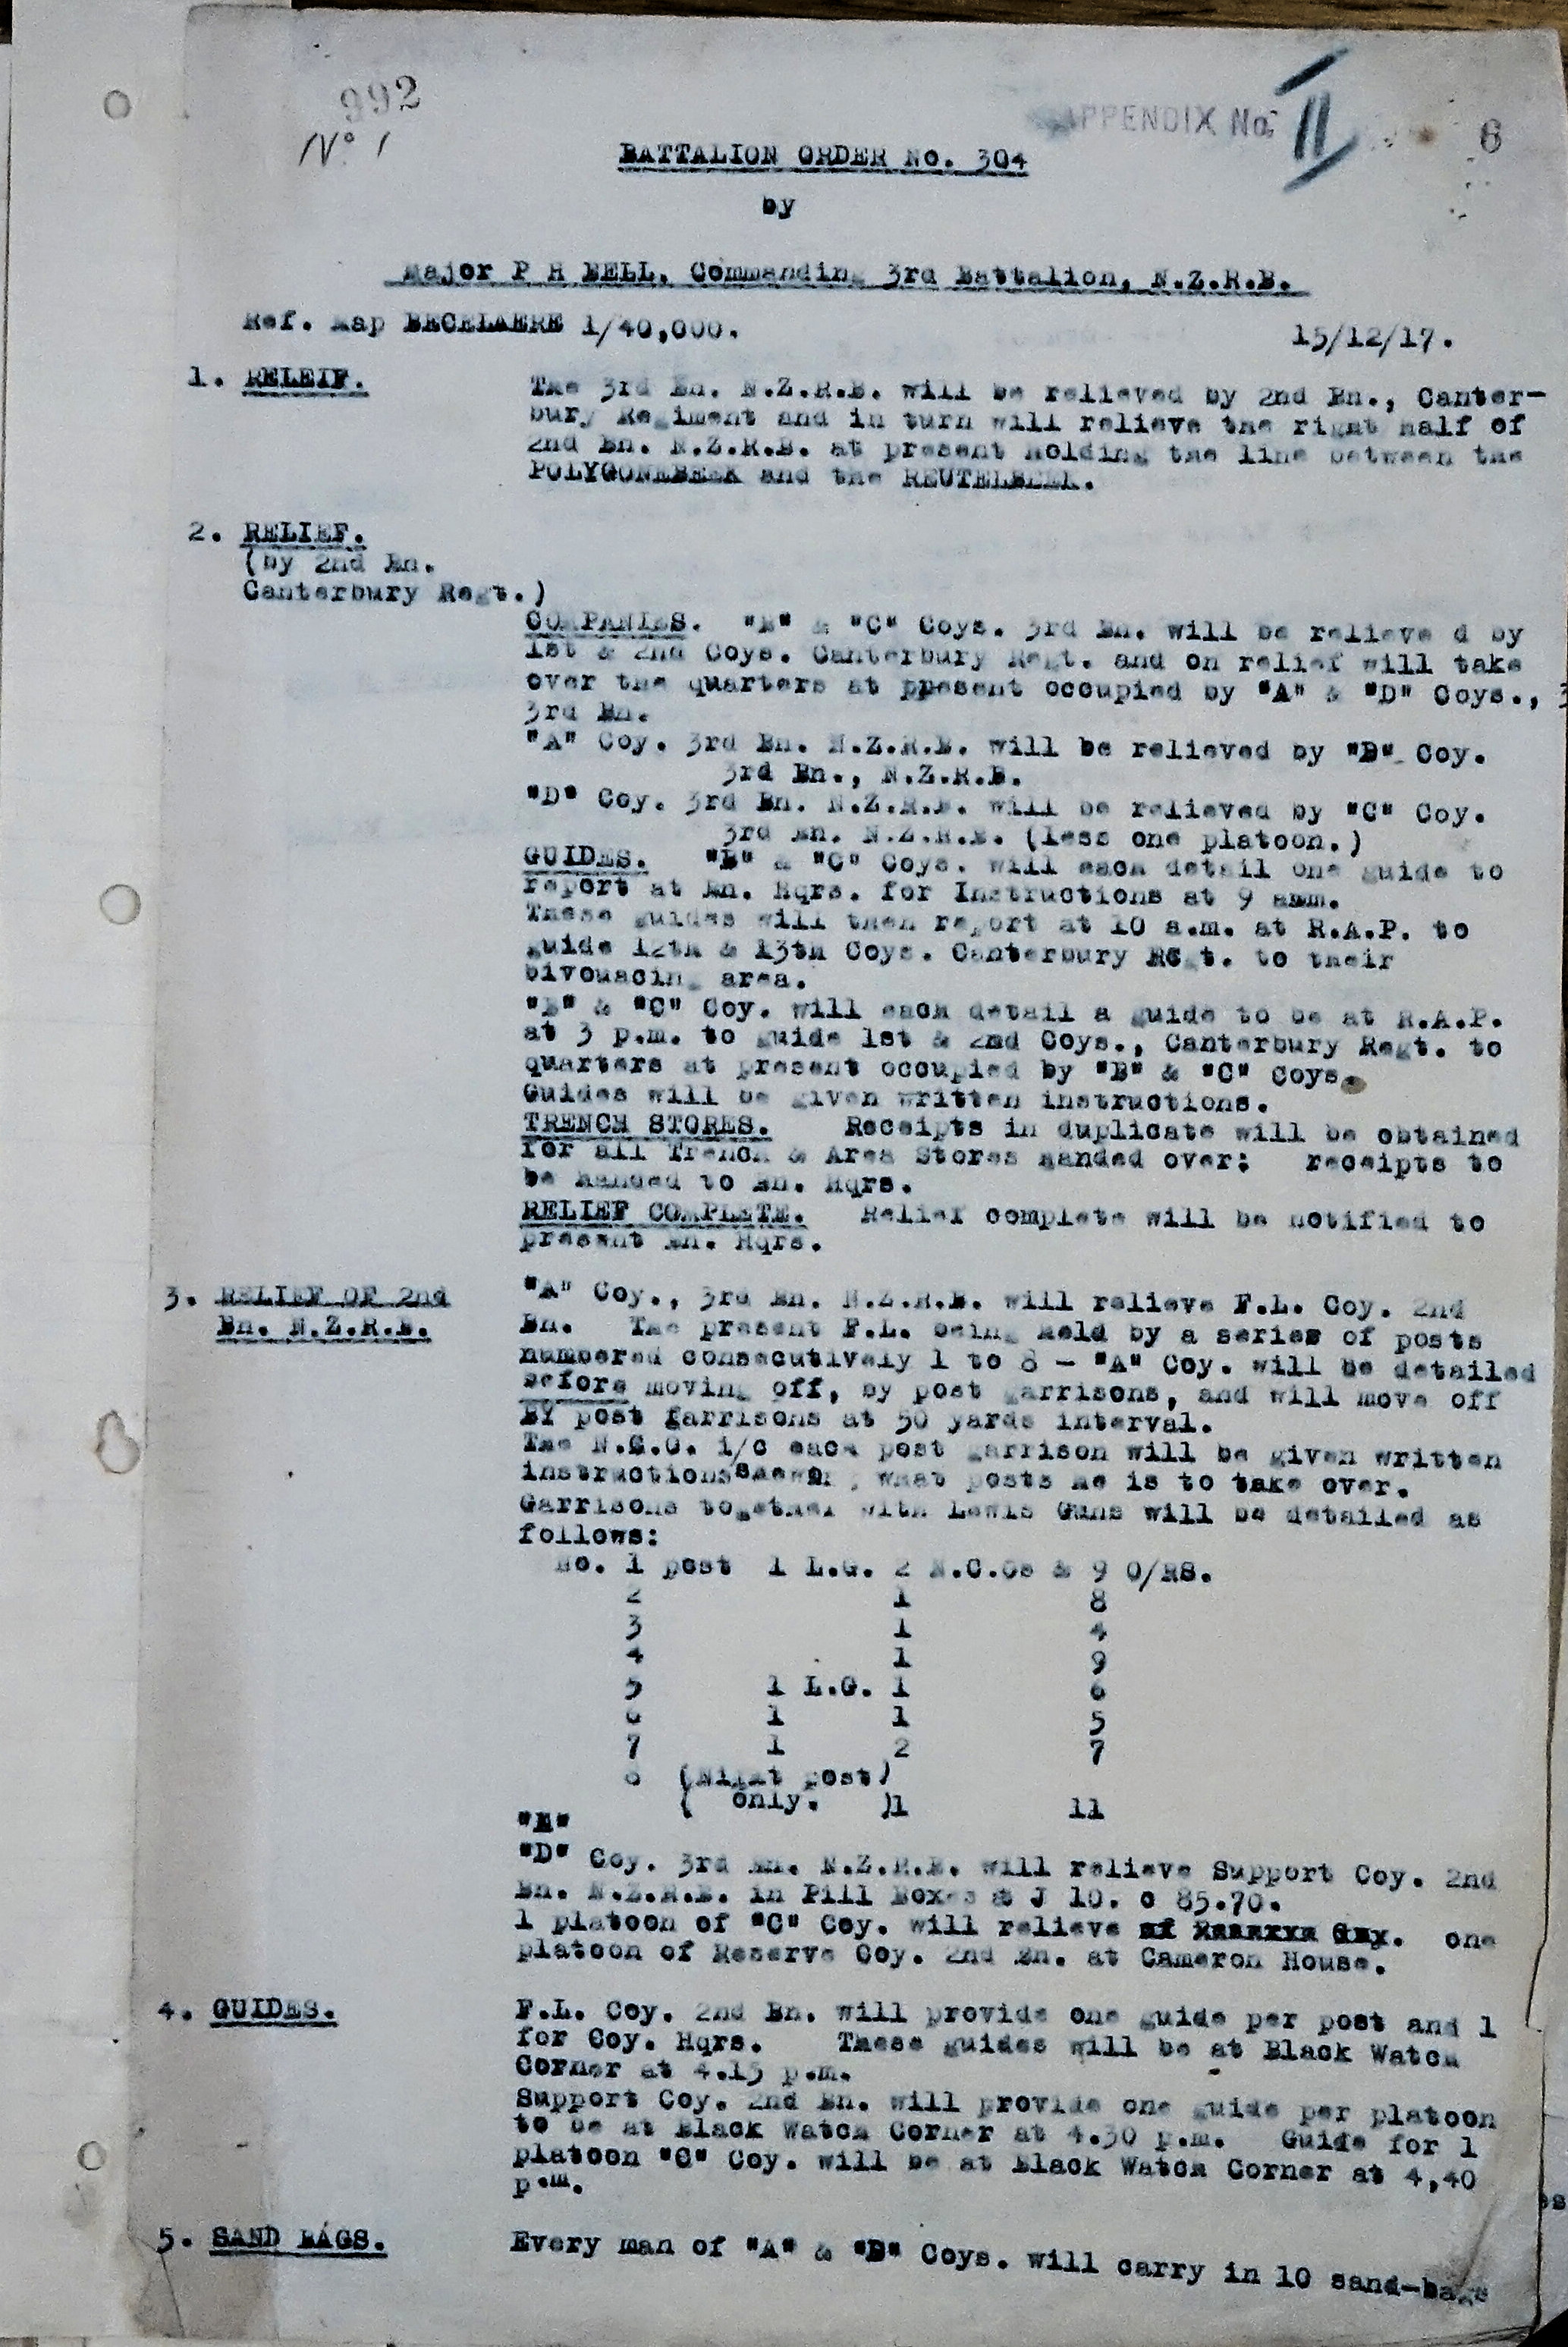 992
No 1
APPENDIX No. II
6
BATTALION ORDER No. 304
by
Major P H BELL, Commanding 3rd Battalion, N.Z.R.B.
Ref. Map BECELAERE 1/40,000.
15/12/17.
1. RELEIF.
The 3rd Bn. N.Z.R.B. will be relieved by 2nd Bn., Canter-
bury Regiment and in turn will relieve the right half of
2nd Bn. N.Z.R.B. at present holding the line between the
POLYGONEBEEK and the REUTELBEEK.
2. RELIEF.
(by 2nd Bn.
Canterbury Regt.)
COMPANIES. "B" & "C" Coys. 3rd Bn. will be relieve d by
1st & 2nd Coys. Canterbury Regt. and on relief will take
over the quarters at ppesent occupied by "A" & "D" Coys., 3
3rd Bn.
"A" Coy. 3rd Bn. N.Z.R.B. will be relieved by "B" Coy.
3rd Bn., N.Z.R.B.
"D" Coy. 3rd Bn. N.Z.R.B. will be relieved by "C" Coy.
3rd Bn. N.Z.R.B. (less one platoon.)
GUIDES. "B" & "C" Coys. will each detail one guide to
report at Bn. Hqrs. for Instructions at 9 amm.
These guides will then report at 10 a.m. at R.A.P. to
guide 12th & 13th Coys. Canterbury Regt. to their
bivouacing area.
"B" & "C" Coy. will each detail a guide to be at R.A.P.
at 3 p.m. to guide 1st & 2nd Coys., Canterbury Regt. to
quarters at present occupied by "B" & "C" Coys.
Guides will be given written instructions.
TRENCH STORES. Receipts in duplicate will be obtained
for all Trench & Area Stores handed over: receipts to
be handed to Bn. Hqrs.
RELIEF COMPLETE. Relief complete will be notified to
present Bn. Hqrs.
3. RELIEF OF 2nd
Bn. N.Z.R.B.
"A" Coy., 3rd Bn. N.Z.R.B. will relieve F.L. Coy. 2nd
Bn. The present F.L. being held by a series of posts
numbered consecutively 1 to 8 - "A" Coy. will be detailed
before moving off, by post garrisons, and will move off
BY post garrisons at 50 yards interval.
The N.C.O. i/c each post garrison will be given written
instructions what posts he is to take over.
Garrisons together with Lewis Guns will be detailed as
follows:
No. 1 post 1 L.G. 2 N.C.Os & 9 O/RS.
2 1 8
3 1 4
4 1 9
5 1 L.G. 1 6
6 1 1 5
7 1 2 7
8 (Night post)
( only. )1 11
"B"
"D" Coy. 3rd Bn. N.Z.R.B. will relieve Support Coy. 2nd
Bn. N.Z.R.B. in Pill Boxes at J 10. c 85.70.
1 platoon of "C" Coy. will relieve one
platoon of Reserve Coy. 2nd Bn. at Cameron House.
4. GUIDES.
F.L. Coy. 2nd Bn. will provide one guide per post and 1
for Coy. Hqrs. These guides will be at Black Watch
Corner at 4.15 p.m.
Support Coy. 2nd Bn. will provide one guide per platoon
to be at Black Watch Corner at 4.30 p.m. Guide for 1
platoon "C" Coy. will be at Black Watch Corner at 4,40
p.m.
5. SAND BAGS.
Every man of "A" & "B" Coys. will carry in 10 sand-bags